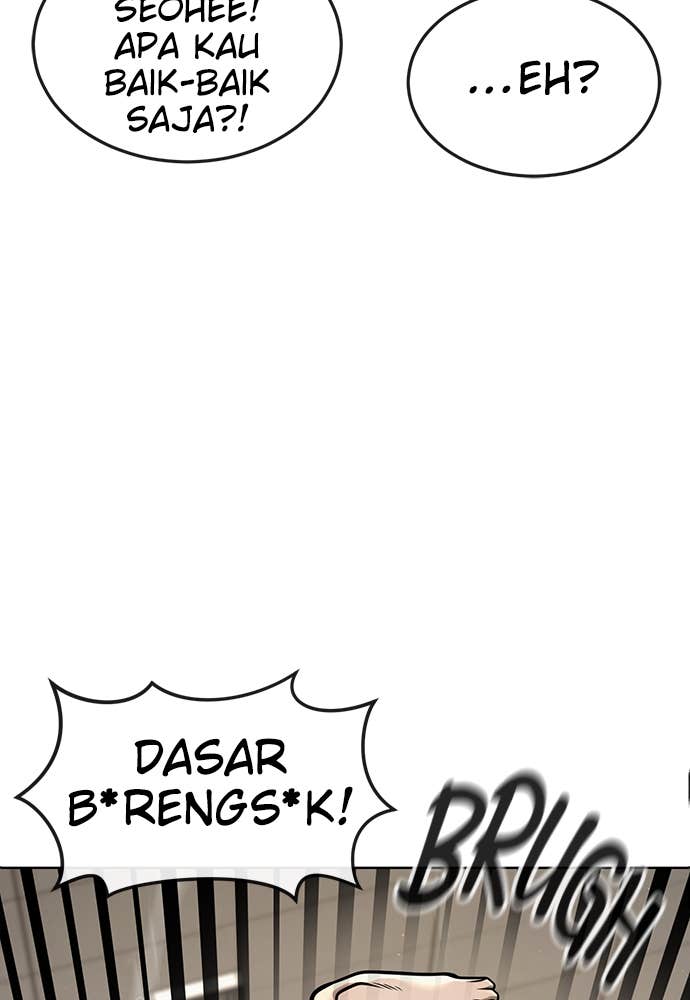 SEOHEE!
APA KAU
BAIK-BAIK
SAJA?!
...EH?
DASAR
B*RENGS*K!
BRUGH